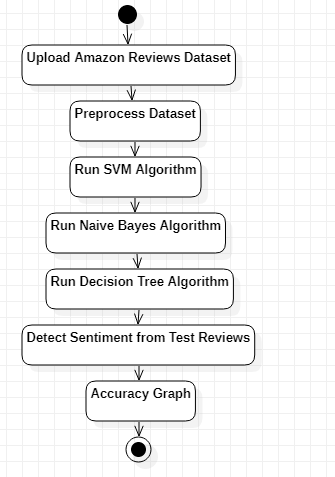 Upload Amazon Reviews Dataset
Preprocess Dataset
Run SVM Algorithm
Run Naive Bayes Algorithm
Run Decision Tree Algorithm
Detect Sentiment from Test Reviews
Accuracy Graph